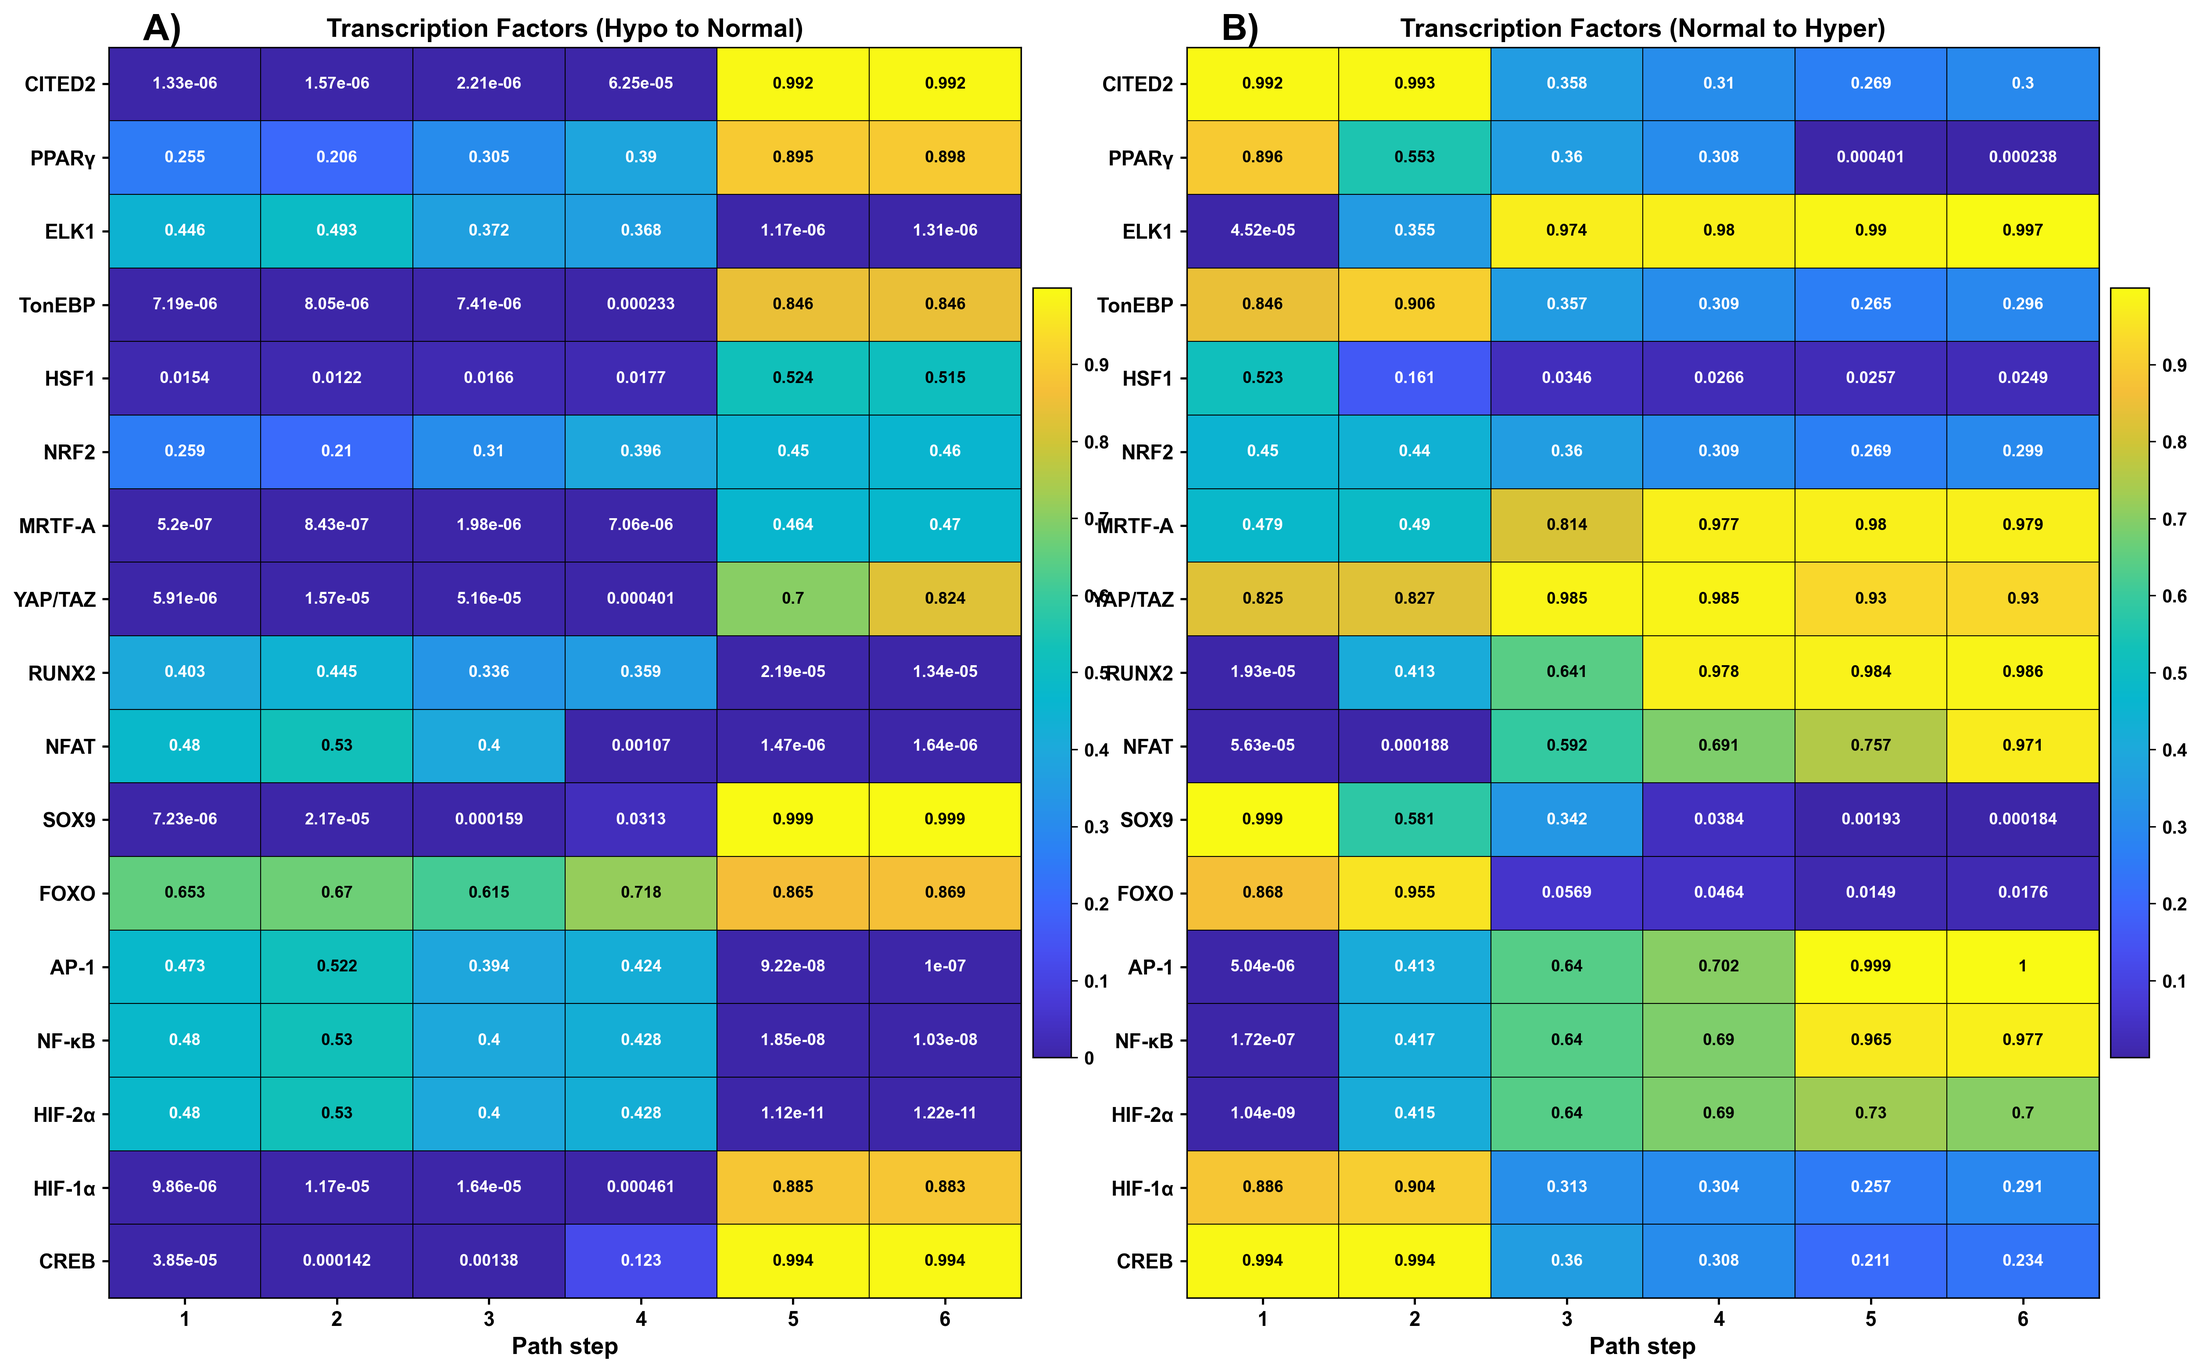 A) Transcription Factors (Hypo to Normal)
CITED2 1.33e-06 1.57e-06 2.21e-06 6.25e-05 0.992 0.992
PPARγ 0.255 0.206 0.305 0.39 0.895 0.898
ELK1 0.446 0.493 0.372 0.368 1.17e-06 1.31e-06
TonEBP 7.19e-06 8.05e-06 7.41e-06 0.000233 0.846 0.846
HSF1 0.0154 0.0122 0.0166 0.0177 0.524 0.515
NRF2 0.259 0.21 0.31 0.396 0.45 0.46
MRTF-A 5.2e-07 8.43e-07 1.98e-06 7.06e-06 0.464 0.47
YAP/TAZ 5.91e-06 1.57e-05 5.16e-05 0.000401 0.7 0.824
RUNX2 0.403 0.445 0.336 0.359 2.19e-05 1.34e-05
NFAT 0.48 0.53 0.4 0.00107 1.47e-06 1.64e-06
SOX9 7.23e-06 2.17e-05 0.000159 0.0313 0.999 0.999
FOXO 0.653 0.67 0.615 0.718 0.865 0.869
AP-1 0.473 0.522 0.394 0.424 9.22e-08 1e-07
NF-κB 0.48 0.53 0.4 0.428 1.85e-08 1.03e-08
HIF-2α 0.48 0.53 0.4 0.428 1.12e-11 1.22e-11
HIF-1α 9.86e-06 1.17e-05 1.64e-05 0.000461 0.885 0.883
CREB 3.85e-05 0.000142 0.00138 0.123 0.994 0.994
1 2 3 4 5 6
Path step
0.9
0.8
0.7
0.6
0.5
0.4
0.3
0.2
0.1
0
B) Transcription Factors (Normal to Hyper)
CITED2 0.992 0.993 0.358 0.31 0.269 0.3
PPARγ 0.896 0.553 0.36 0.308 0.000401 0.000238
ELK1 4.52e-05 0.355 0.974 0.98 0.99 0.997
TonEBP 0.846 0.906 0.357 0.309 0.265 0.296
HSF1 0.523 0.161 0.0346 0.0266 0.0257 0.0249
NRF2 0.45 0.44 0.36 0.309 0.269 0.299
MRTF-A 0.479 0.49 0.814 0.977 0.98 0.979
YAP/TAZ 0.825 0.827 0.985 0.985 0.93 0.93
RUNX2 1.93e-05 0.413 0.641 0.978 0.984 0.986
NFAT 5.63e-05 0.000188 0.592 0.691 0.757 0.971
SOX9 0.999 0.581 0.342 0.0384 0.00193 0.000184
FOXO 0.868 0.955 0.0569 0.0464 0.0149 0.0176
AP-1 5.04e-06 0.413 0.64 0.702 0.999 1
NF-κB 1.72e-07 0.417 0.64 0.69 0.965 0.977
HIF-2α 1.04e-09 0.415 0.64 0.69 0.73 0.7
HIF-1α 0.886 0.904 0.313 0.304 0.257 0.291
CREB 0.994 0.994 0.36 0.308 0.211 0.234
1 2 3 4 5 6
Path step
0.9
0.8
0.7
0.6
0.5
0.4
0.3
0.2
0.1